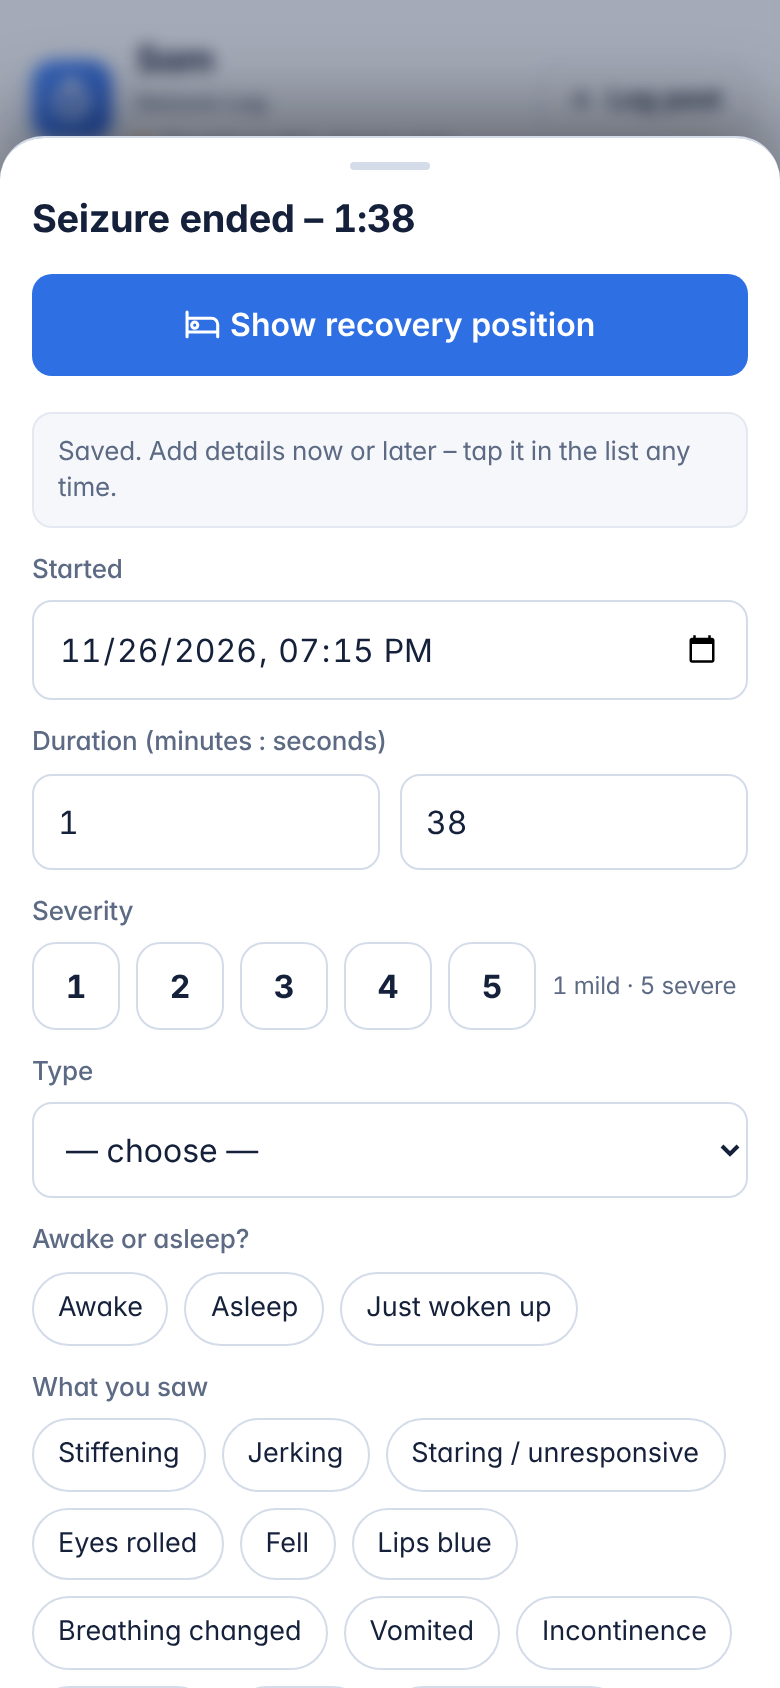 Sam
Log past
Seizure ended – 1:38
Show recovery position
Saved. Add details now or later – tap it in the list any
time.
Started
11/26/2026, 07:15 PM
Duration (minutes : seconds)
1 38
Severity
1 2 3 4 5 1 mild · 5 severe
Type
— choose —
Awake or asleep?
Awake Asleep Just woken up
What you saw
Stiffening Jerking Staring / unresponsive
Eyes rolled Fell Lips blue
Breathing changed Vomited Incontinence